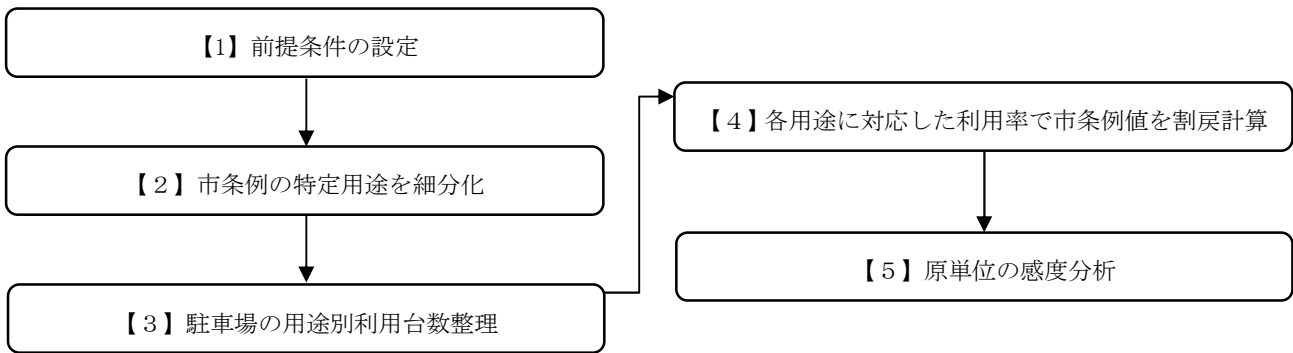 【1】前提条件の設定
【２】市条例の特定用途を細分化
【３】駐車場の用途別利用台数整理
【４】各用途に対応した利用率で市条例値を割戻計算
【５】原単位の感度分析